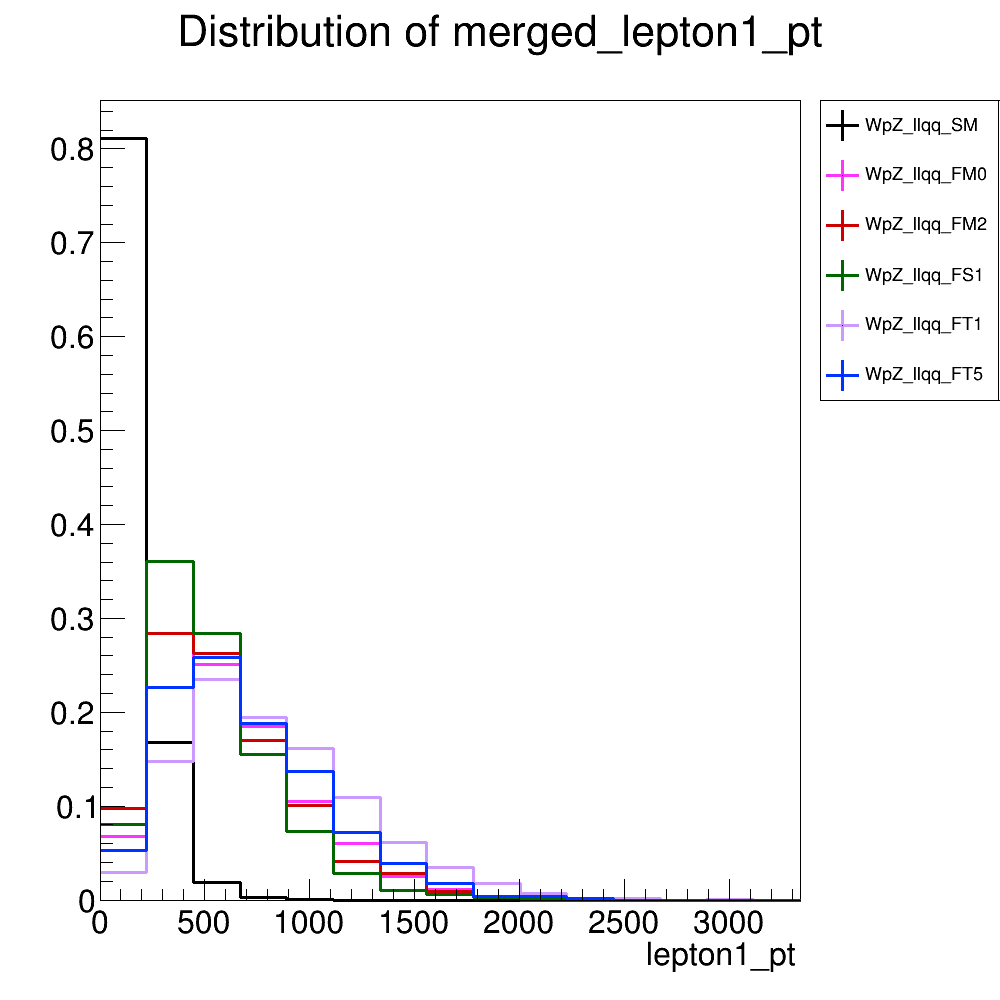 Distribution of merged_lepton1_pt
WpZ_llqq_SM
WpZ_llqq_FM0
WpZ_llqq_FM2
WpZ_llqq_FS1
WpZ_llqq_FT1
WpZ_llqq_FT5
0.8
0.7
0.6
0.5
0.4
0.3
0.2
0.1
0
0 500 1000 1500 2000 2500 3000
lepton1_pt